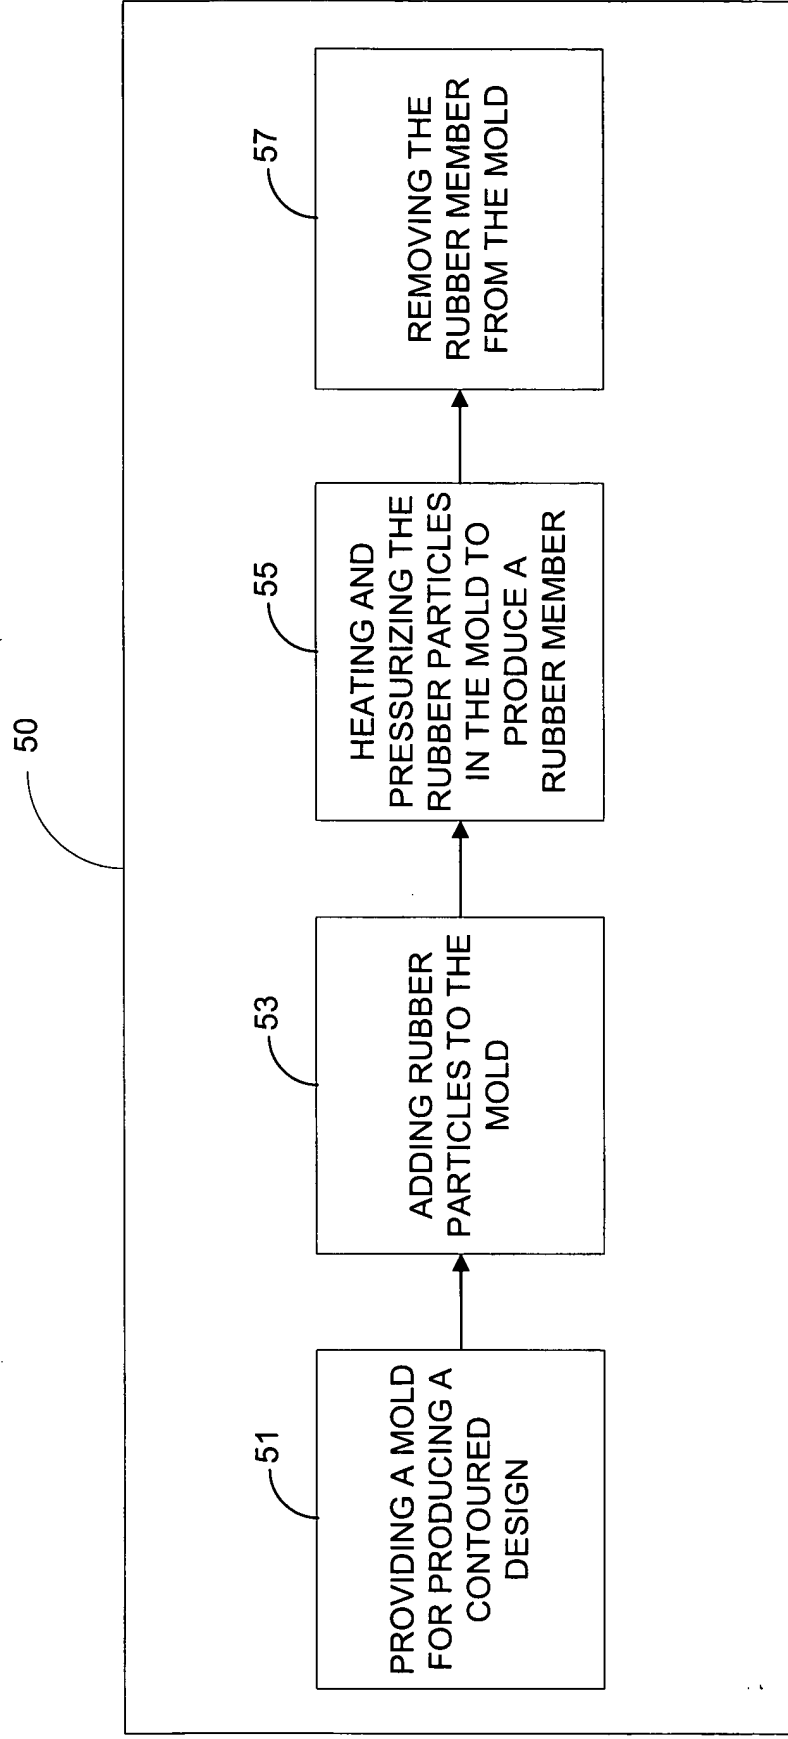 50
51
PROVIDING A MOLD
FOR PRODUCING A
CONTOURED
DESIGN
53
ADDING RUBBER
PARTICLES TO THE
MOLD
55
HEATING AND
PRESSURIZING THE
RUBBER PARTICLES
IN THE MOLD TO
PRODUCE A
RUBBER MEMBER
57
REMOVING THE
RUBBER MEMBER
FROM THE MOLD